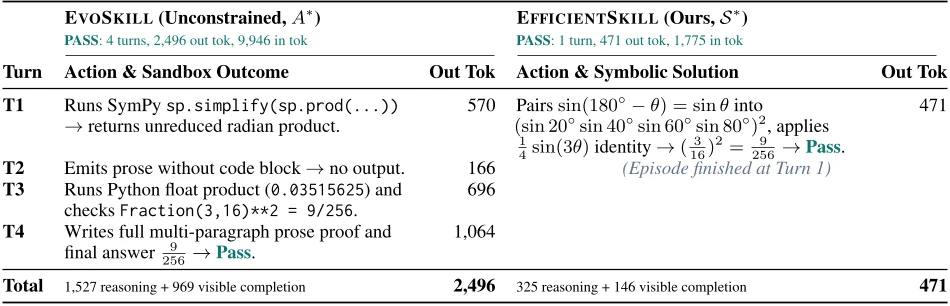 EVOSKILL (Unconstrained, A*)
PASS: 4 turns, 2,496 out tok, 9,946 in tok
EFFICIENTSKILL (Ours, S*)
PASS: 1 turn, 471 out tok, 1,775 in tok
Turn Action & Sandbox Outcome Out Tok Action & Symbolic Solution Out Tok
T1 Runs SymPy sp.simplify(sp.prod(...)) 570
→ returns unreduced radian product.
T2 Emits prose without code block → no output. 166
T3 Runs Python float product (0.03515625) and 696
checks Fraction(3,16)**2 = 9/256.
T4 Writes full multi-paragraph prose proof and 1,064
final answer 9/256 → Pass.
Pairs sin(180° − θ) = sin θ into 471
(sin 20° sin 40° sin 60° sin 80°)², applies
1/4 sin(3θ) identity → (3/16)² = 9/256 → Pass.
(Episode finished at Turn 1)
Total 1,527 reasoning + 969 visible completion 2,496 325 reasoning + 146 visible completion 471